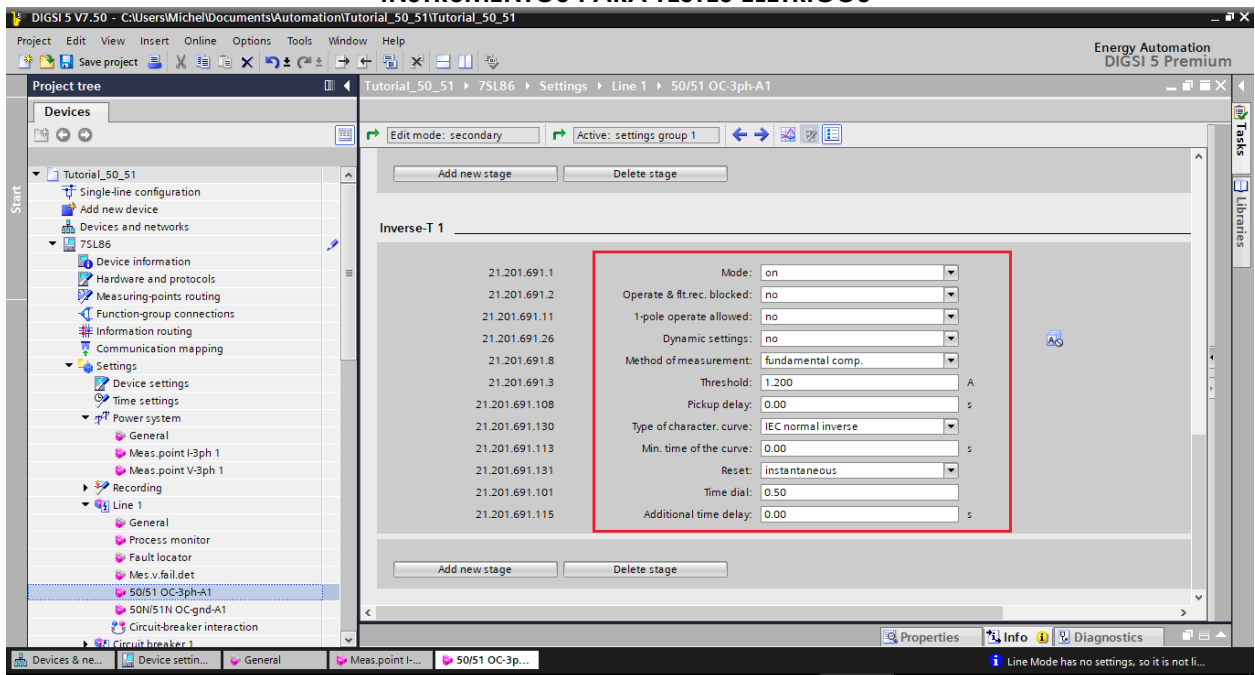 INSTRUMENTOS PARA TESTES ELÉTRICOS
DIGSI 5 V7.50 - C:\Users\Michel\Documents\Automation\Tutorial_50_51\Tutorial_50_51
Project Edit View Insert Online Options Tools Window Help
Save project
Energy Automation
DIGSI 5 Premium
Project tree
Tutorial_50_51 ▸ 7SL86 ▸ Settings ▸ Line 1 ▸ 50/51 OC-3ph-A1
Devices
Edit mode: secondary
Active: settings group 1
Start
Tasks
Libraries
Tutorial_50_51
Single-line configuration
Add new device
Devices and networks
7SL86
Device information
Hardware and protocols
Measuring-points routing
Function-group connections
Information routing
Communication mapping
Settings
Device settings
Time settings
Power system
General
Meas.point I-3ph 1
Meas.point V-3ph 1
Recording
Line 1
General
Process monitor
Fault locator
Mes.v.fail.det
50/51 OC-3ph-A1
50N/51N OC-gnd-A1
Circuit-breaker interaction
Circuit breaker 1
Add new stage Delete stage
Inverse-T 1
21.201.691.1 Mode: on
21.201.691.2 Operate & flt.rec. blocked: no
21.201.691.11 1-pole operate allowed: no
21.201.691.26 Dynamic settings: no
21.201.691.8 Method of measurement: fundamental comp.
21.201.691.3 Threshold: 1.200 A
21.201.691.108 Pickup delay: 0.00 s
21.201.691.130 Type of character. curve: IEC normal inverse
21.201.691.113 Min. time of the curve: 0.00 s
21.201.691.131 Reset: instantaneous
21.201.691.101 Time dial: 0.50
21.201.691.115 Additional time delay: 0.00 s
Add new stage Delete stage
Properties Info Diagnostics
Devices & ne... Device settin... General Meas.point I-... 50/51 OC-3p...
Line Mode has no settings, so it is not li...